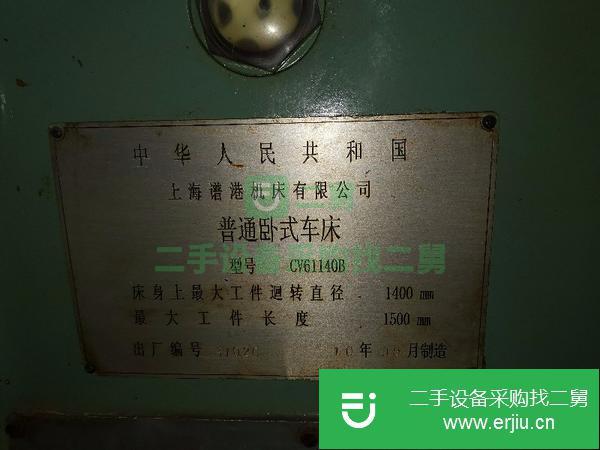 中华人民共和国
上海谱港机床有限公司
普通卧式车床
二手设备采购找二舅
型号 CV61140B
床身上最大工件迴转直径 1400 mm
最大工件长度 1500 mm
出厂编号 10年 月制造
二手设备采购找二舅
www.erjiu.cn